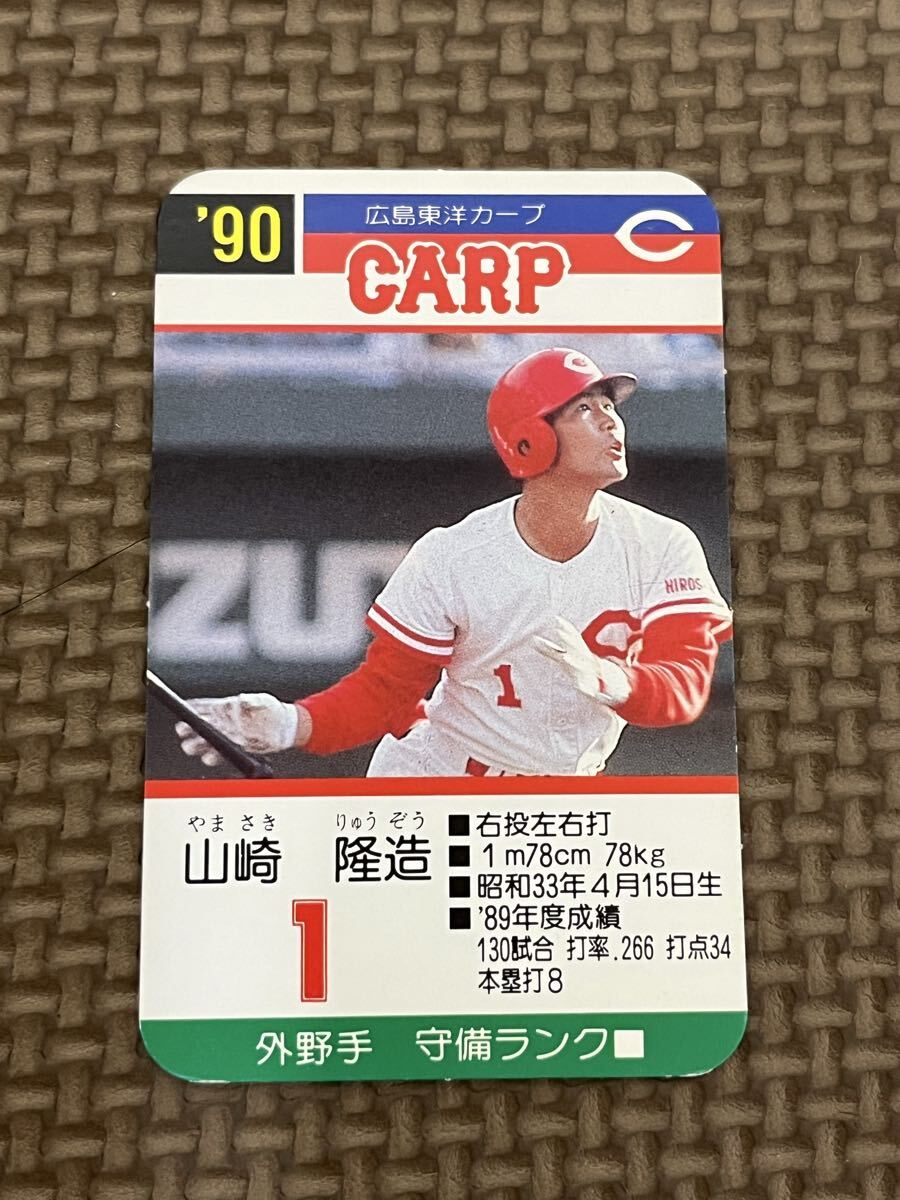 '90
広島東洋カープ
C
CARP
C
ZU
HIROS
C
1
やま さき りゅう ぞう
山崎 隆造
1
■右投左右打
■1m78cm 78kg
■昭和33年4月15日生
■'89年度成績
130試合 打率.266 打点34
本塁打8
外野手 守備ランク■